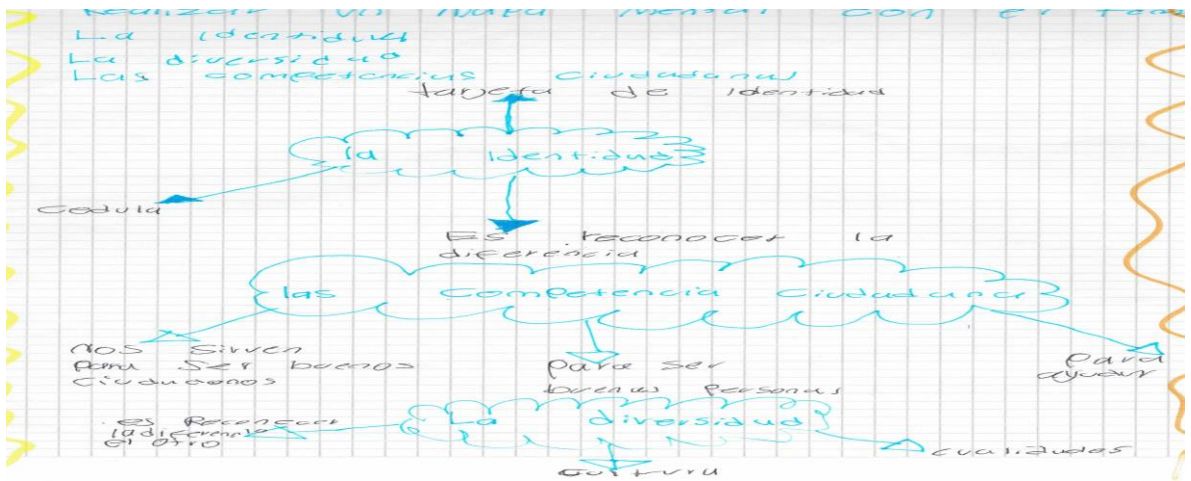 Realizar un mapa mental con el tema
La identidad
La diversidad
Las competencias ciudadanas
tarjeta de identidad
la identidad
Cedula
Es reconocer la
diferencia
las competencia ciudadana
nos sirven
para ser buenos
ciudadanos
para ser
buenas personas
para
ayudar
es Reconocer
la diferencia
el otro
La diversidad
cualidades
cultura